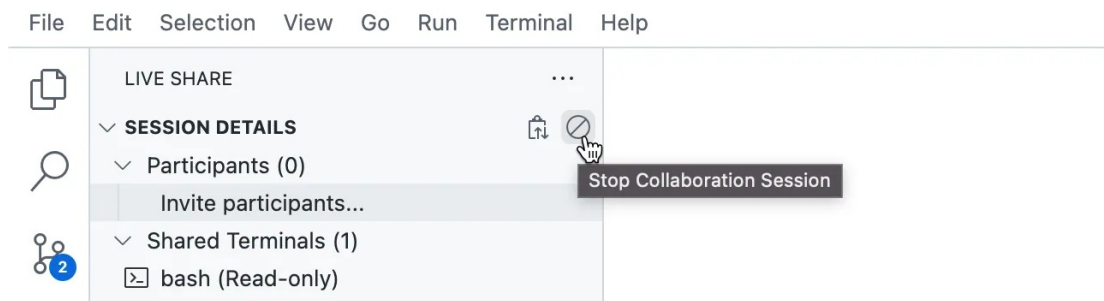 File Edit Selection View Go Run Terminal Help
LIVE SHARE ...
SESSION DETAILS
Participants (0)
Stop Collaboration Session
Invite participants...
Shared Terminals (1)
2
bash (Read-only)